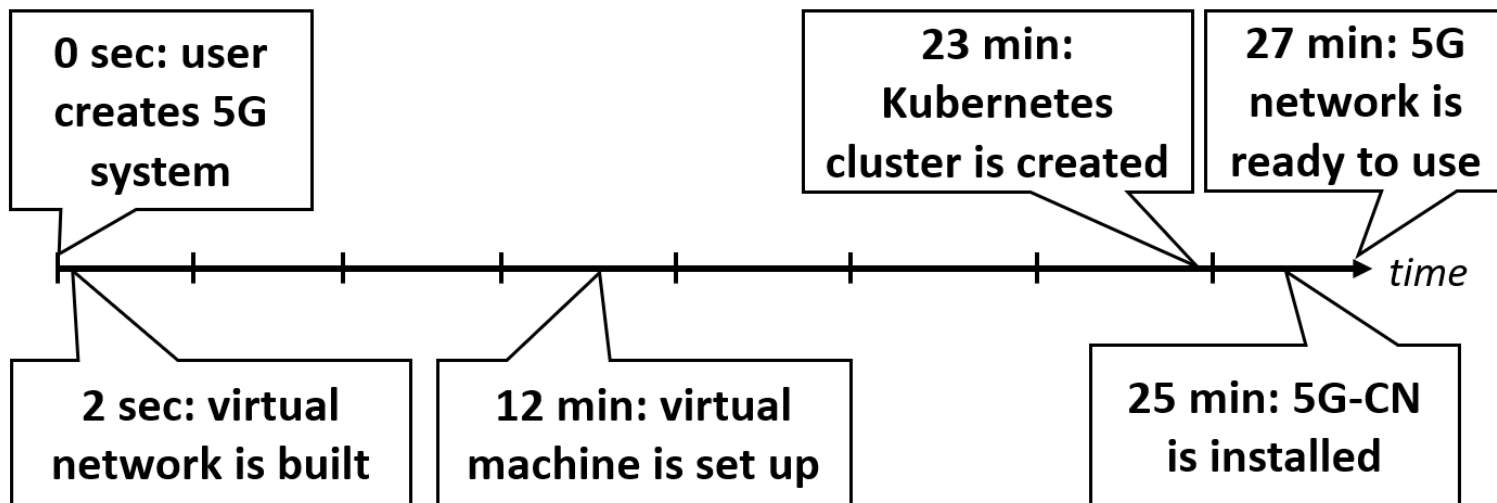 0 sec: user
creates 5G
system
23 min:
Kubernetes
cluster is created
27 min: 5G
network is
ready to use
time
2 sec: virtual
network is built
12 min: virtual
machine is set up
25 min: 5G-CN
is installed